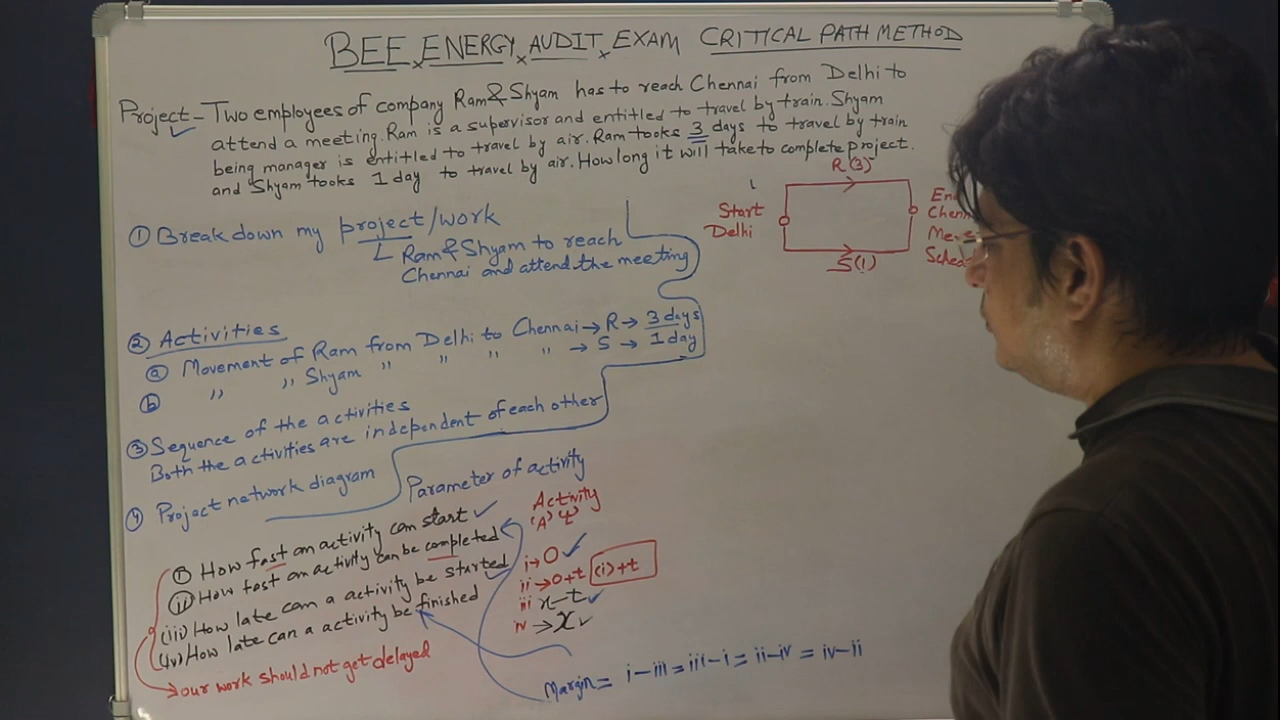 BEE ENERGY AUDIT EXAM CRITICAL PATH METHOD
Project - Two employees of company Ram & Shyam has to reach Chennai from Delhi to
attend a meeting. Ram is a supervisor and entitled to travel by train. Shyam
being manager is entitled to travel by air. Ram tooks 3 days to travel by train
and Shyam tooks 1 day to travel by air. How long it will take to complete project.
R(3)
Start
Delhi
S(1)
① Break down my project/work
Ram & Shyam to reach
Chennai and attend the meeting
② Activities
ⓐ Movement of Ram from Delhi to Chennai → R → 3 days
ⓑ " " Shyam " " " " → S → 1 day
③ Sequence of the activities
Both the activities are independent of each other
④ Project network diagram
Parameter of activity
(i) How fast an activity can start
(ii) How fast an activity can be completed
(iii) How late can a activity be started
(iv) How late can a activity be finished
→ our work should not get delayed
Activity
'A' 't'
i → 0
ii → 0+t (i)+t
iii x-t
iv → x
Margin = i-iii = iii-i = ii-iv = iv-ii